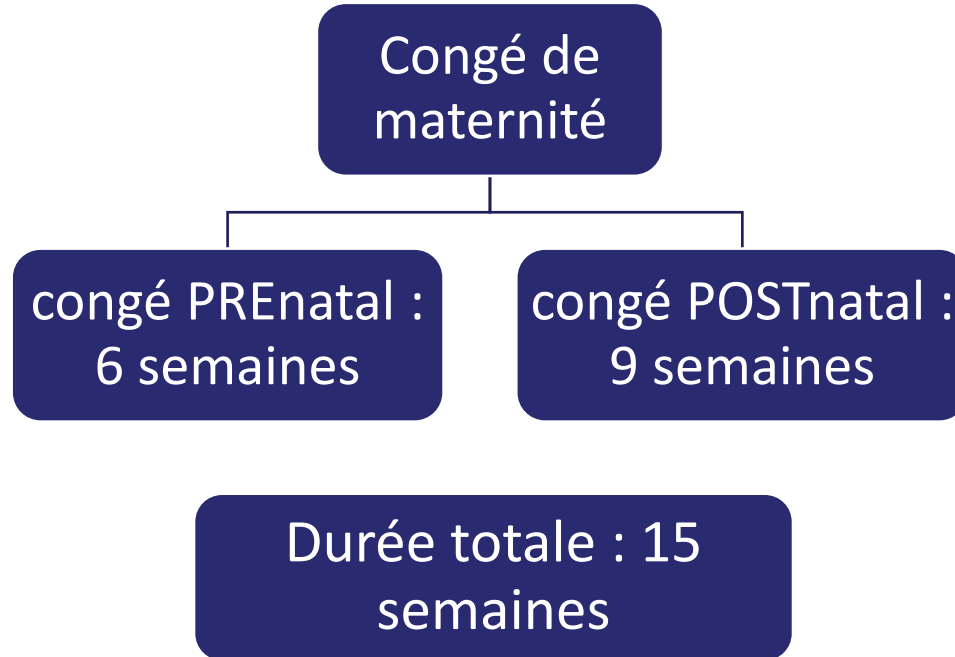 Congé de
maternité
congé PREnatal :
6 semaines
congé POSTnatal :
9 semaines
Durée totale : 15
semaines